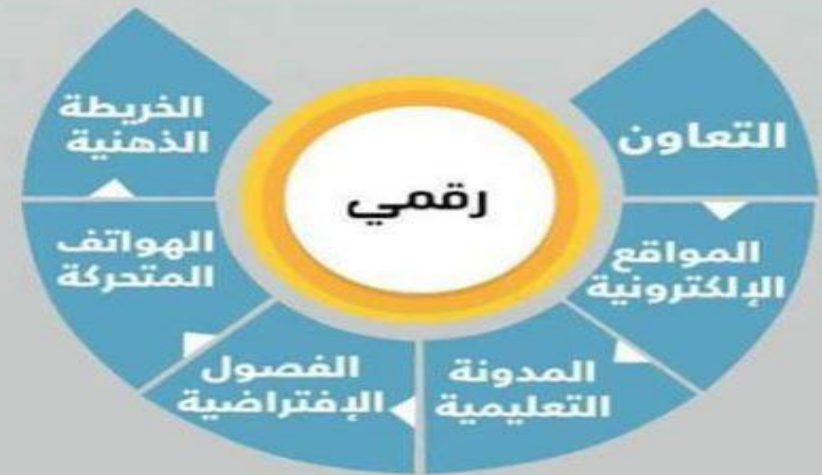 رقمي
التعاون
المواقع
الإلكترونية
المدونة
التعليمية
الفصول
الإفتراضية
الهواتف
المتحركة
الخريطة
الذهنية